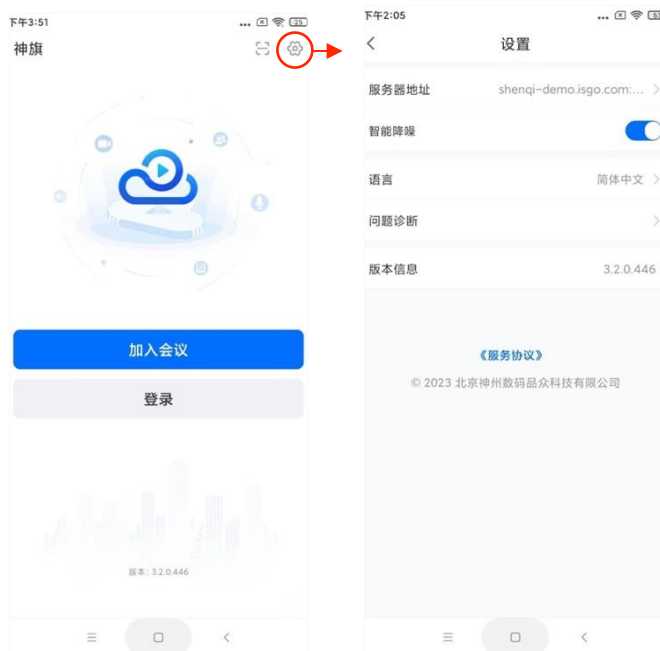 下午3:51
25
神旗
加入会议
登录
版本: 3.2.0.446
下午2:05
设置
服务器地址
shenqi-demo.isgo.com:...
智能降噪
语言
简体中文
问题诊断
版本信息
3.2.0.446
《服务协议》
© 2023 北京神州数码品众科技有限公司